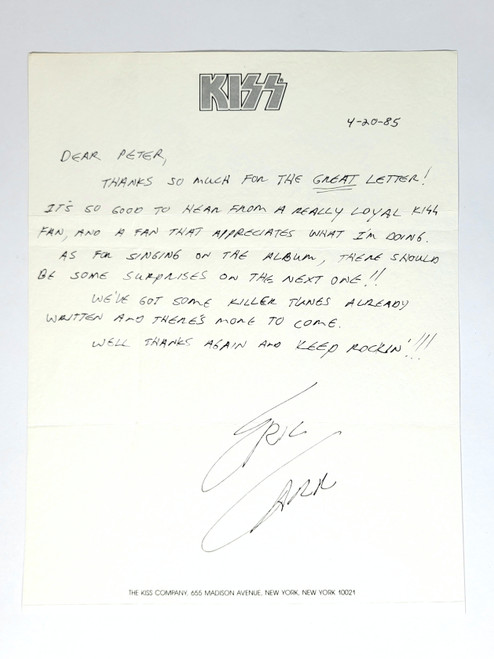 KISS
4-20-85
DEAR PETER,
THANKS SO MUCH FOR THE GREAT LETTER!
IT'S SO GOOD TO HEAR FROM A REALLY LOYAL KISS
FAN, AND A FAN THAT APPRECIATES WHAT I'M DOING.
AS FOR SINGING ON THE ALBUM, THERE SHOULD
BE SOME SURPRISES ON THE NEXT ONE!!
WE'VE GOT SOME KILLER TUNES ALREADY
WRITTEN AND THERE'S MORE TO COME.
WELL THANKS AGAIN AND KEEP ROCKIN'!!!
ERIC
CARR
THE KISS COMPANY, 655 MADISON AVENUE, NEW YORK, NEW YORK 10021